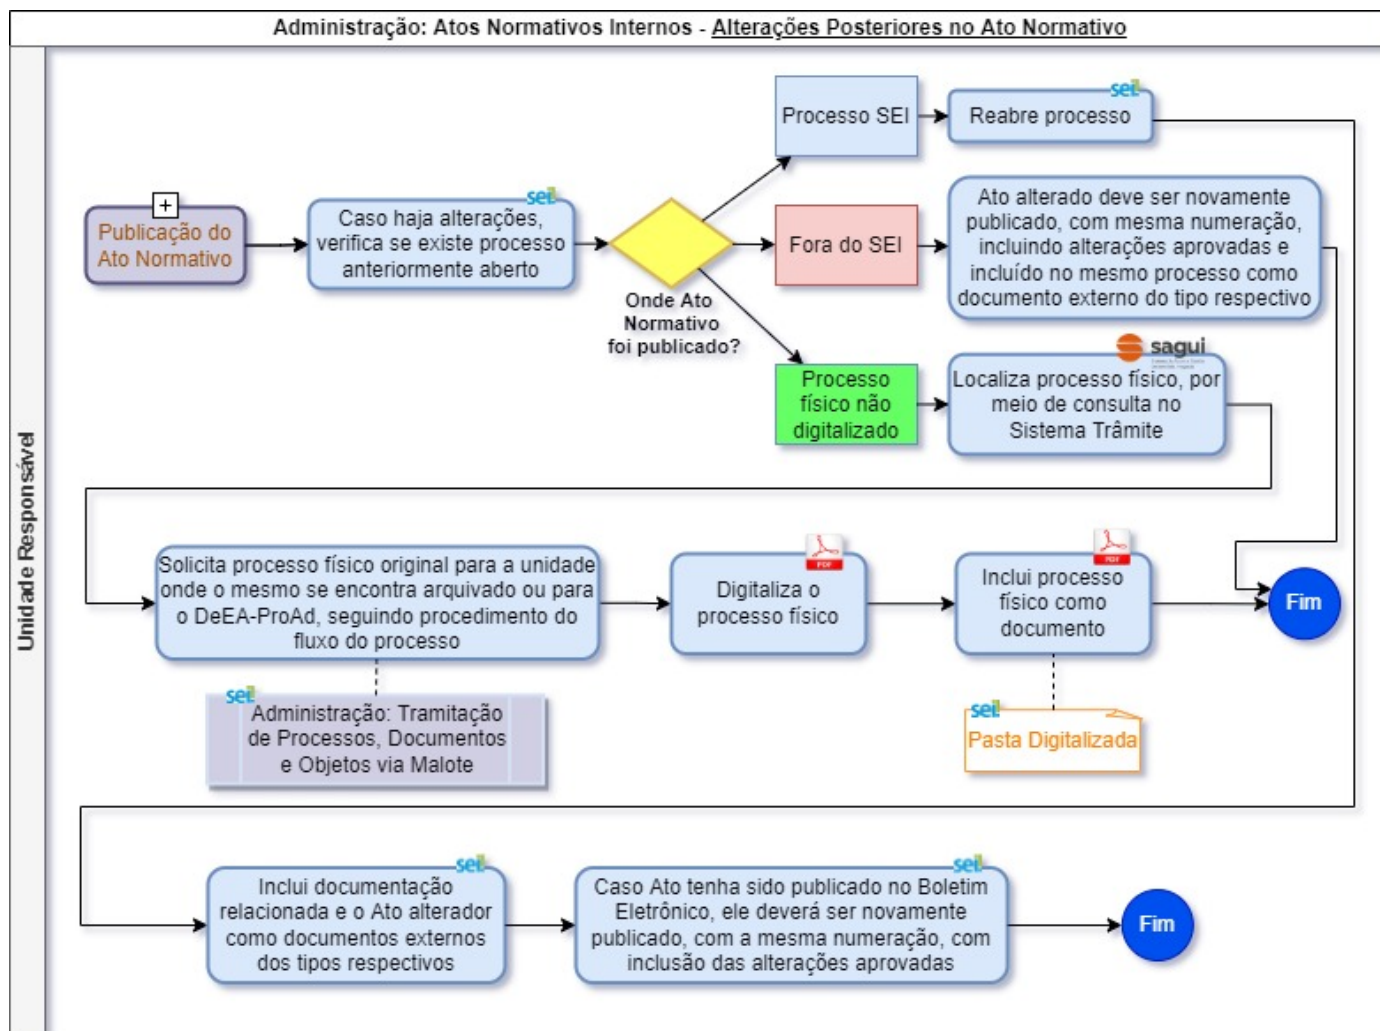 Administração: Atos Normativos Internos - Alterações Posteriores no Ato Normativo
Unidade Responsável
Publicação do
Ato Normativo
sei!
Caso haja alterações,
verifica se existe processo
anteriormente aberto
Onde Ato
Normativo
foi publicado?
Processo SEI
sei!
Reabre processo
Fora do SEI
Ato alterado deve ser novamente
publicado, com mesma numeração,
incluindo alterações aprovadas e
incluído no mesmo processo como
documento externo do tipo respectivo
Processo
físico não
digitalizado
sagui
Localiza processo físico, por
meio de consulta no
Sistema Trâmite
Solicita processo físico original para a unidade
onde o mesmo se encontra arquivado ou para
o DeEA-ProAd, seguindo procedimento do
fluxo do processo
sei!
Administração: Tramitação
de Processos, Documentos
e Objetos via Malote
PDF
Digitaliza o
processo físico
PDF
Inclui processo
físico como
documento
sei!
Pasta Digitalizada
Fim
sei!
Inclui documentação
relacionada e o Ato alterador
como documentos externos
dos tipos respectivos
sei!
Caso Ato tenha sido publicado no Boletim
Eletrônico, ele deverá ser novamente
publicado, com a mesma numeração, com
inclusão das alterações aprovadas
Fim